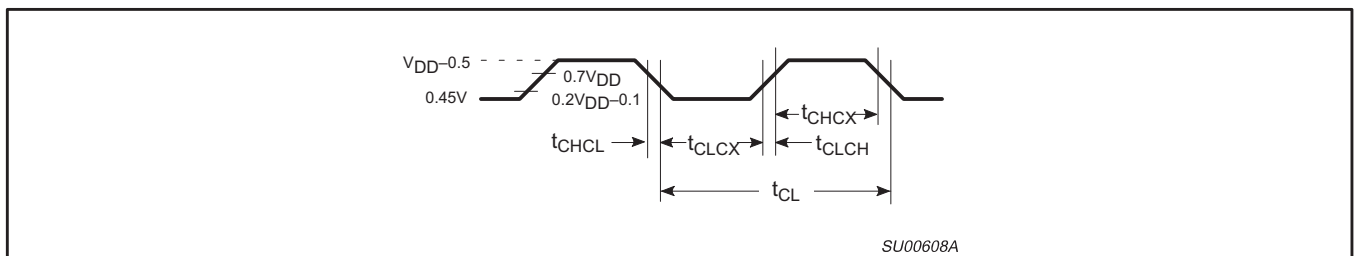 VDD–0.5
0.7VDD
0.45V
0.2VDD–0.1
tCHCX
tCHCL
tCLCX
tCLCH
tCL
SU00608A